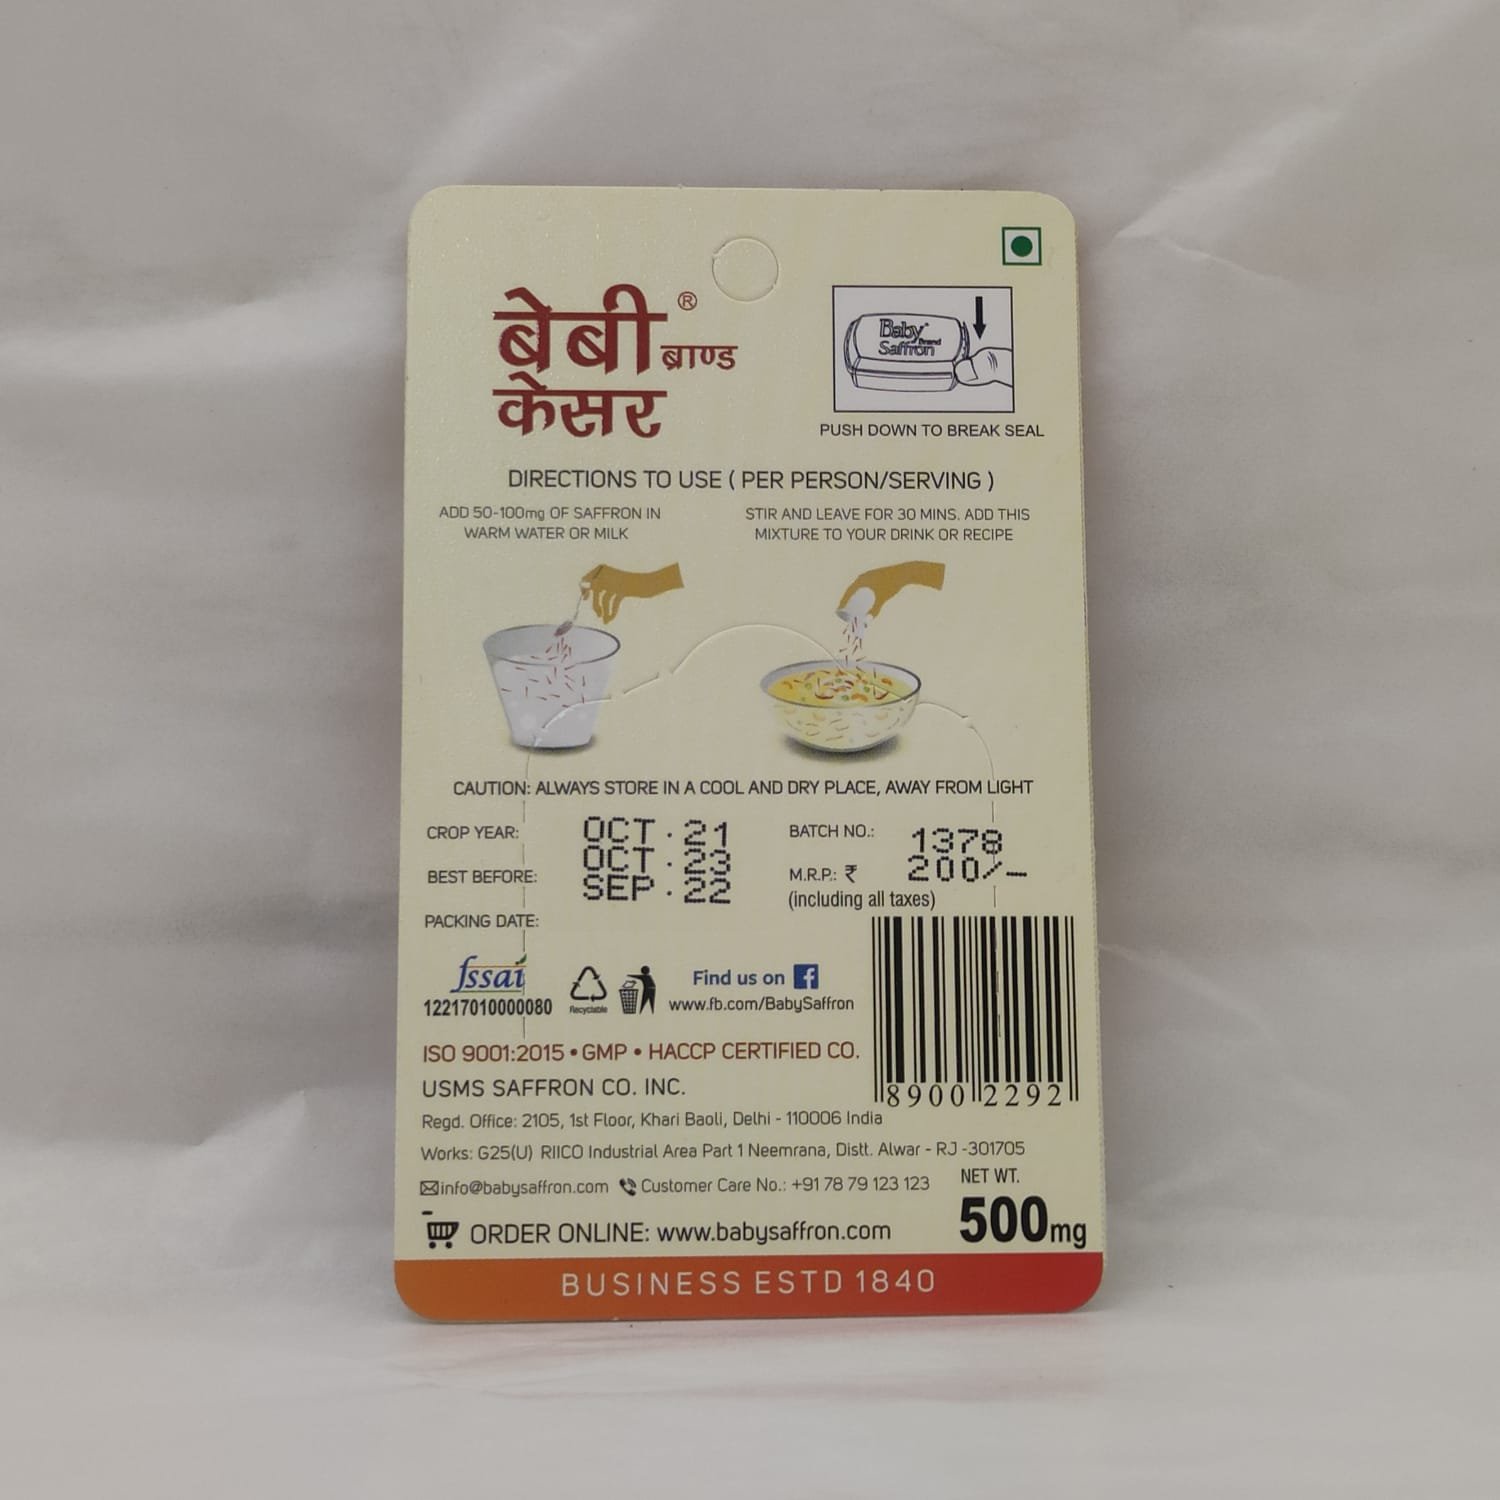 बेबी® ब्राण्ड
केसर
Baby Brand
Saffron
PUSH DOWN TO BREAK SEAL
DIRECTIONS TO USE ( PER PERSON/SERVING )
ADD 50-100mg OF SAFFRON IN
WARM WATER OR MILK
STIR AND LEAVE FOR 30 MINS. ADD THIS
MIXTURE TO YOUR DRINK OR RECIPE
CAUTION: ALWAYS STORE IN A COOL AND DRY PLACE, AWAY FROM LIGHT
CROP YEAR: OCT . 21
BEST BEFORE: OCT . 23
PACKING DATE: SEP . 22
BATCH NO.: 1378
M.R.P.: ₹ 200/-
(including all taxes)
fssai
12217010000080
Recyclable
Find us on f
www.fb.com/BabySaffron
ISO 9001:2015 • GMP • HACCP CERTIFIED CO.
USMS SAFFRON CO. INC.
8900 2292
Regd. Office: 2105, 1st Floor, Khari Baoli, Delhi - 110006 India
Works: G25(U) RIICO Industrial Area Part 1 Neemrana, Distt. Alwar - RJ -301705
info@babysaffron.com Customer Care No.: +91 78 79 123 123
NET WT.
500mg
ORDER ONLINE: www.babysaffron.com
BUSINESS ESTD 1840